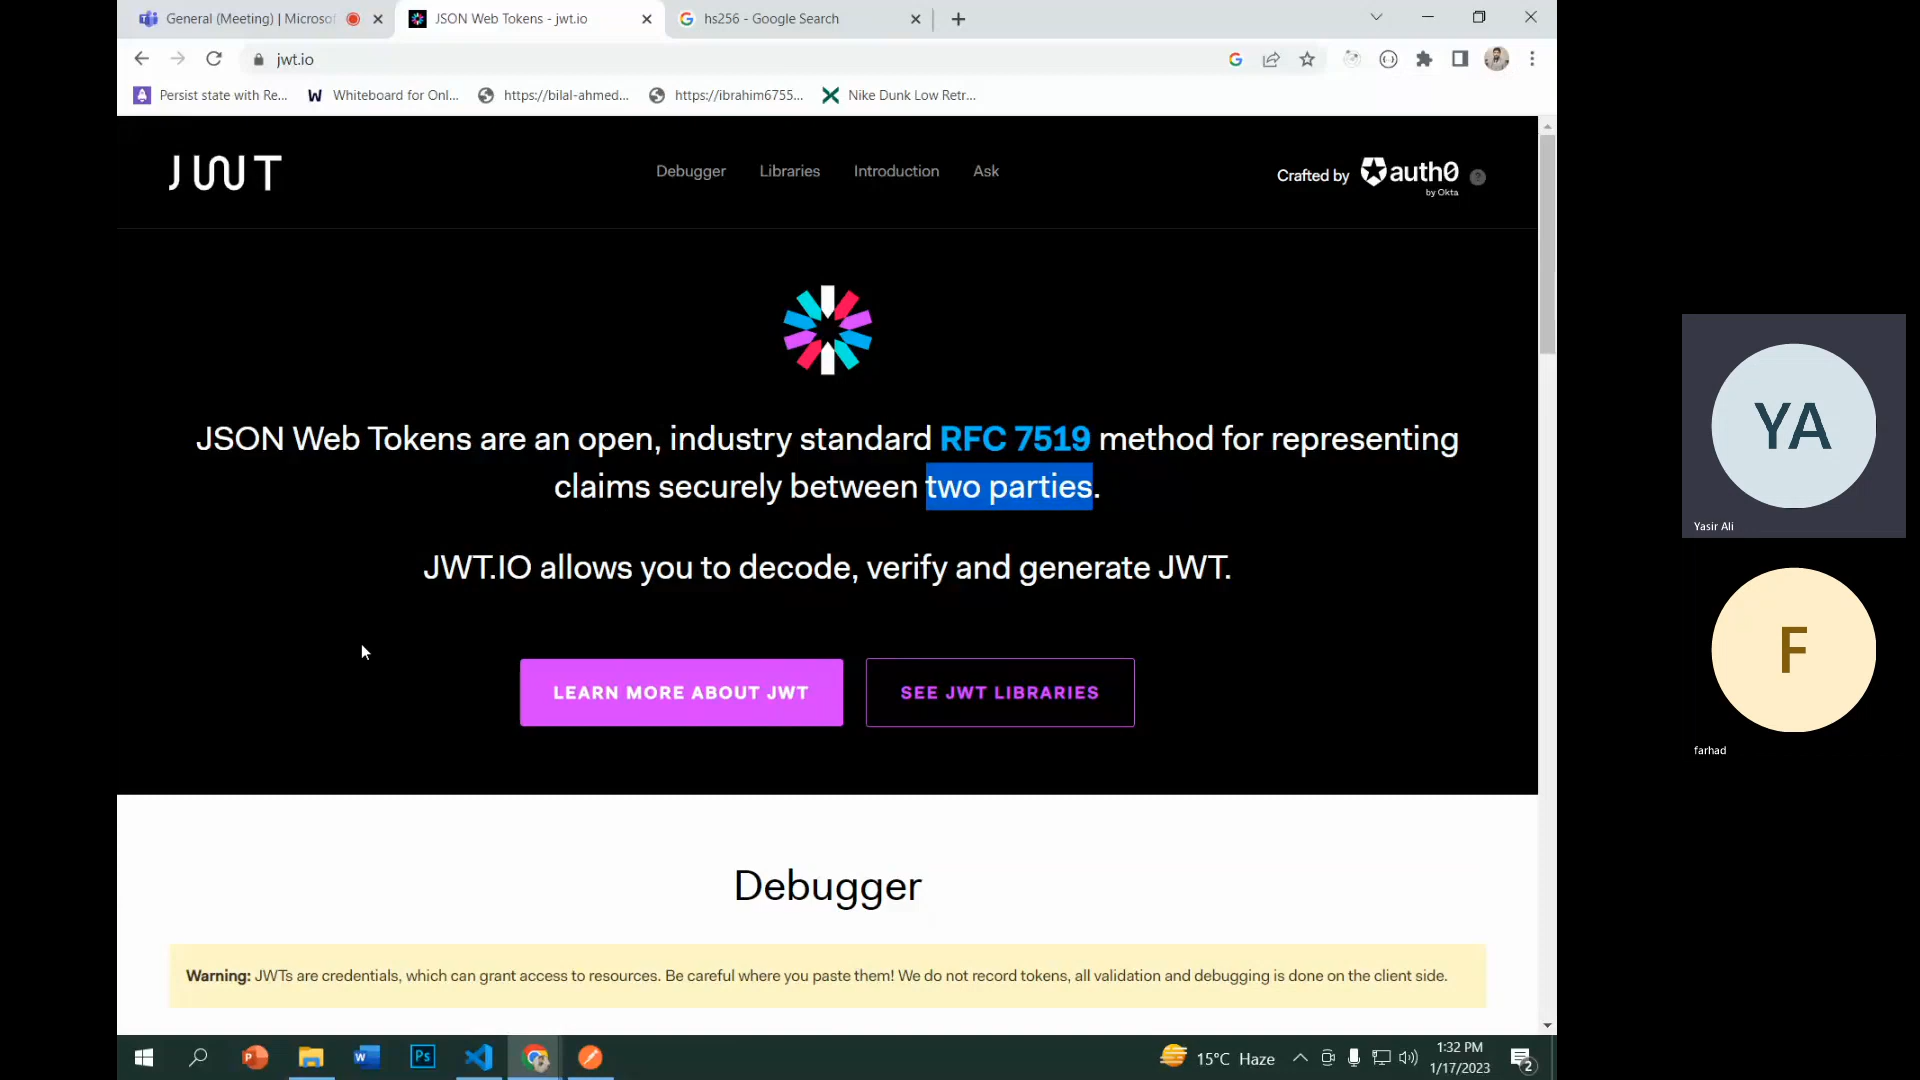 General (Meeting) | Microso
JSON Web Tokens - jwt.io
hs256 - Google Search
jwt.io
Persist state with Re...
W Whiteboard for Onl...
https://bilal-ahmed...
https://ibrahim6755...
Nike Dunk Low Retr...
JWT
Debugger
Libraries
Introduction
Ask
Crafted by auth0
by Okta
?
JSON Web Tokens are an open, industry standard RFC 7519 method for representing
claims securely between two parties.
JWT.IO allows you to decode, verify and generate JWT.
LEARN MORE ABOUT JWT
SEE JWT LIBRARIES
Debugger
Warning: JWTs are credentials, which can grant access to resources. Be careful where you paste them! We do not record tokens, all validation and debugging is done on the client side.
YA
Yasir Ali
F
farhad
P
W
Ps
15°C Haze
1:32 PM
1/17/2023
2